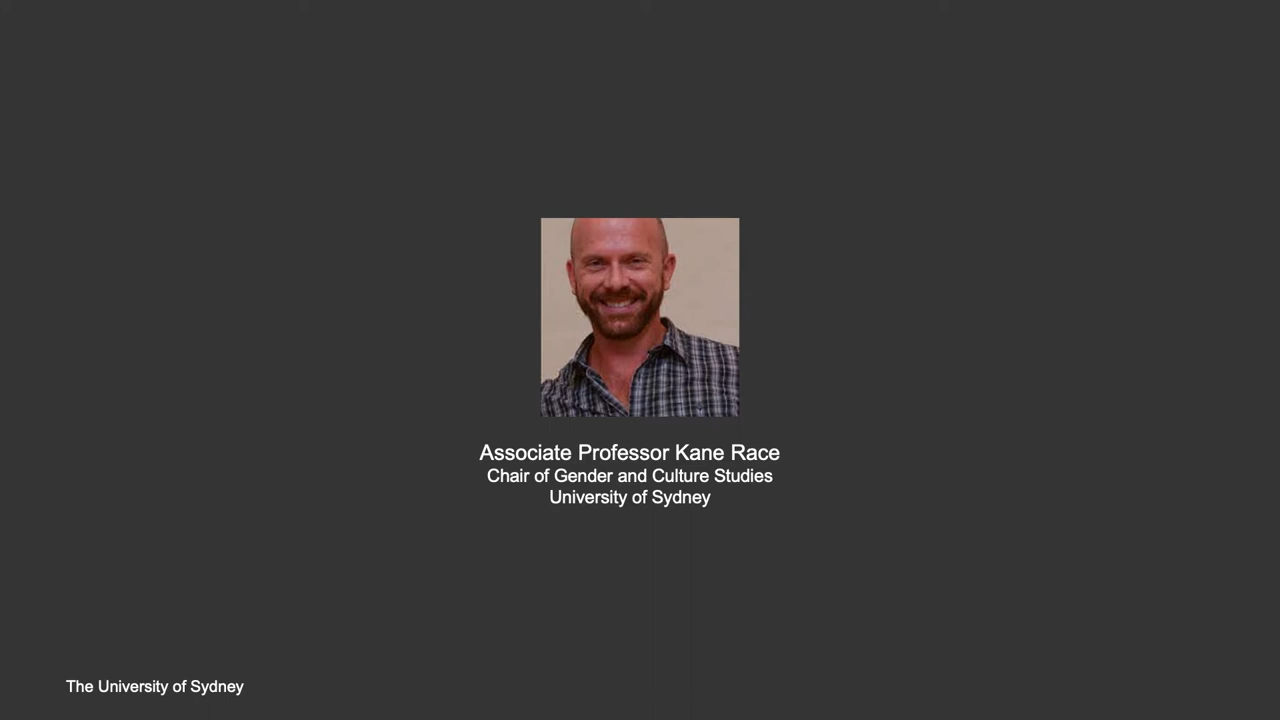 Associate Professor Kane Race
Chair of Gender and Culture Studies
University of Sydney
The University of Sydney